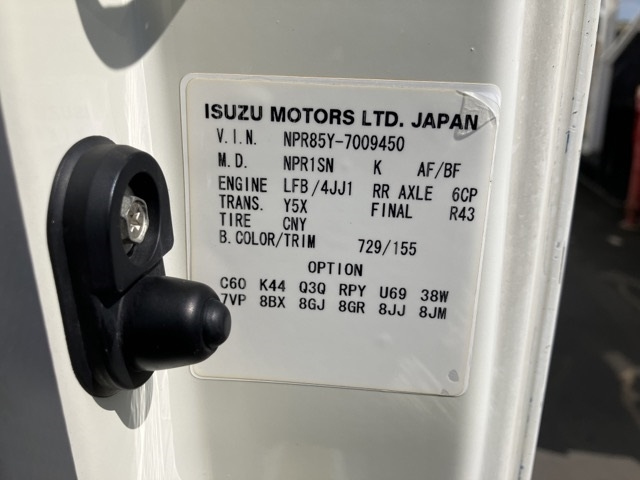 ISUZU MOTORS LTD. JAPAN
V.I.N. NPR85Y-7009450
M.D. NPR1SN K AF/BF
ENGINE LFB/4JJ1 RR AXLE 6CP
TRANS. Y5X FINAL R43
TIRE CNY
B.COLOR/TRIM 729/155
OPTION
C60 K44 Q3Q RPY U69 38W
7VP 8BX 8GJ 8GR 8JJ 8JM